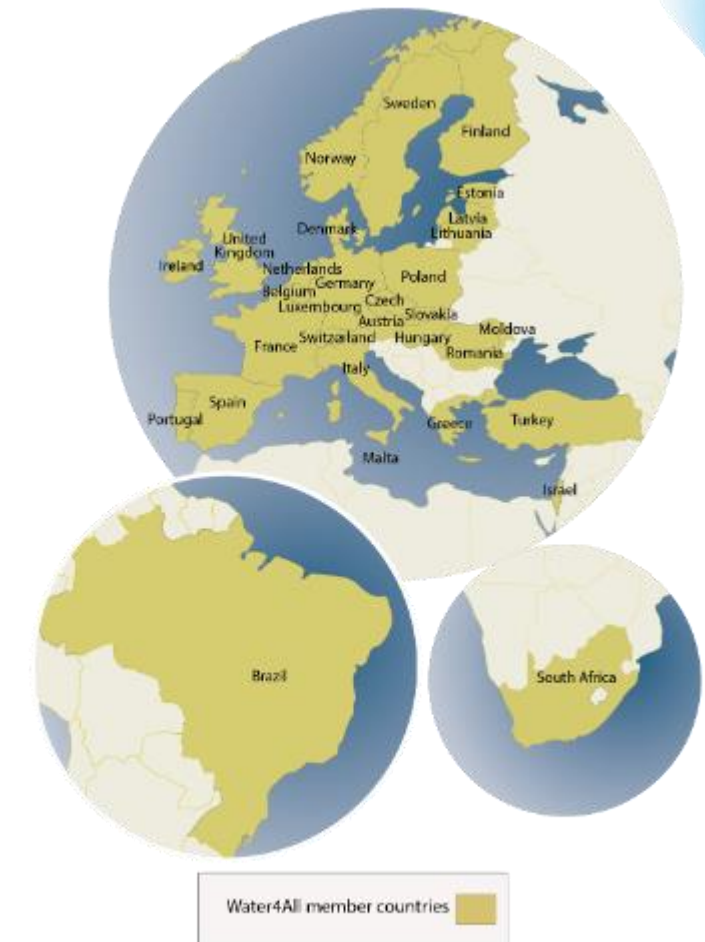 Sweden
Finland
Norway
Estonia
Latvia
Lithuania
Denmark
United
Kingdom
Ireland
Netherlands
Germany
Poland
Belgium
Czech
Luxembourg
Slovakia
Austria
Moldova
Switzerland
Hungary
France
Romania
Italy
Spain
Portugal
Greece
Turkey
Malta
Israel
Brazil
South Africa
Water4All member countries